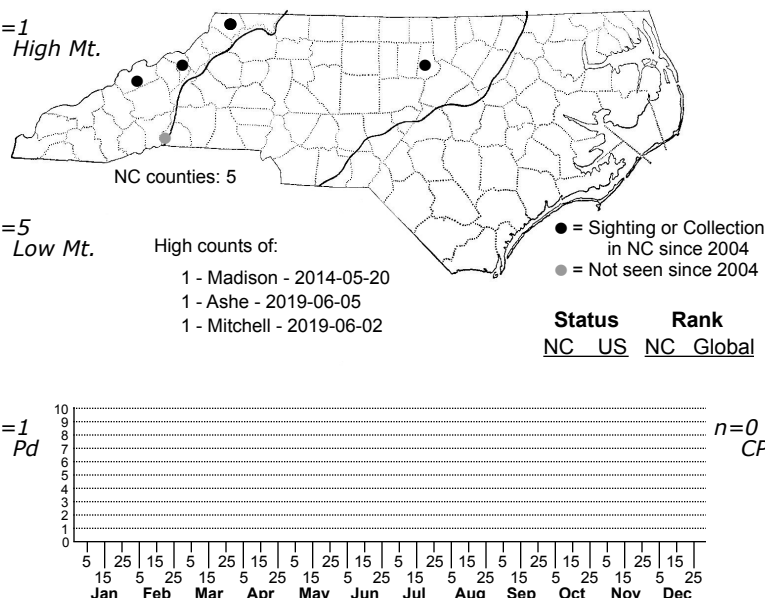 =1
High Mt.
NC counties: 5
=5
Low Mt.
High counts of:
1 - Madison - 2014-05-20
1 - Ashe - 2019-06-05
1 - Mitchell - 2019-06-02
● = Sighting or Collection
in NC since 2004
● = Not seen since 2004
Status Rank
NC US NC Global
=1
Pd
10
9
8
7
6
5
4
3
2
1
0
n=0
CP
5 25 15 5 25 15 5 25 15 5 25 15 5 25 15 5 25 15
15 5 25 15 5 25 15 5 25 15 5 25 15 5 25 15 5 25
Jan Feb Mar Apr May Jun Jul Aug Sep Oct Nov Dec